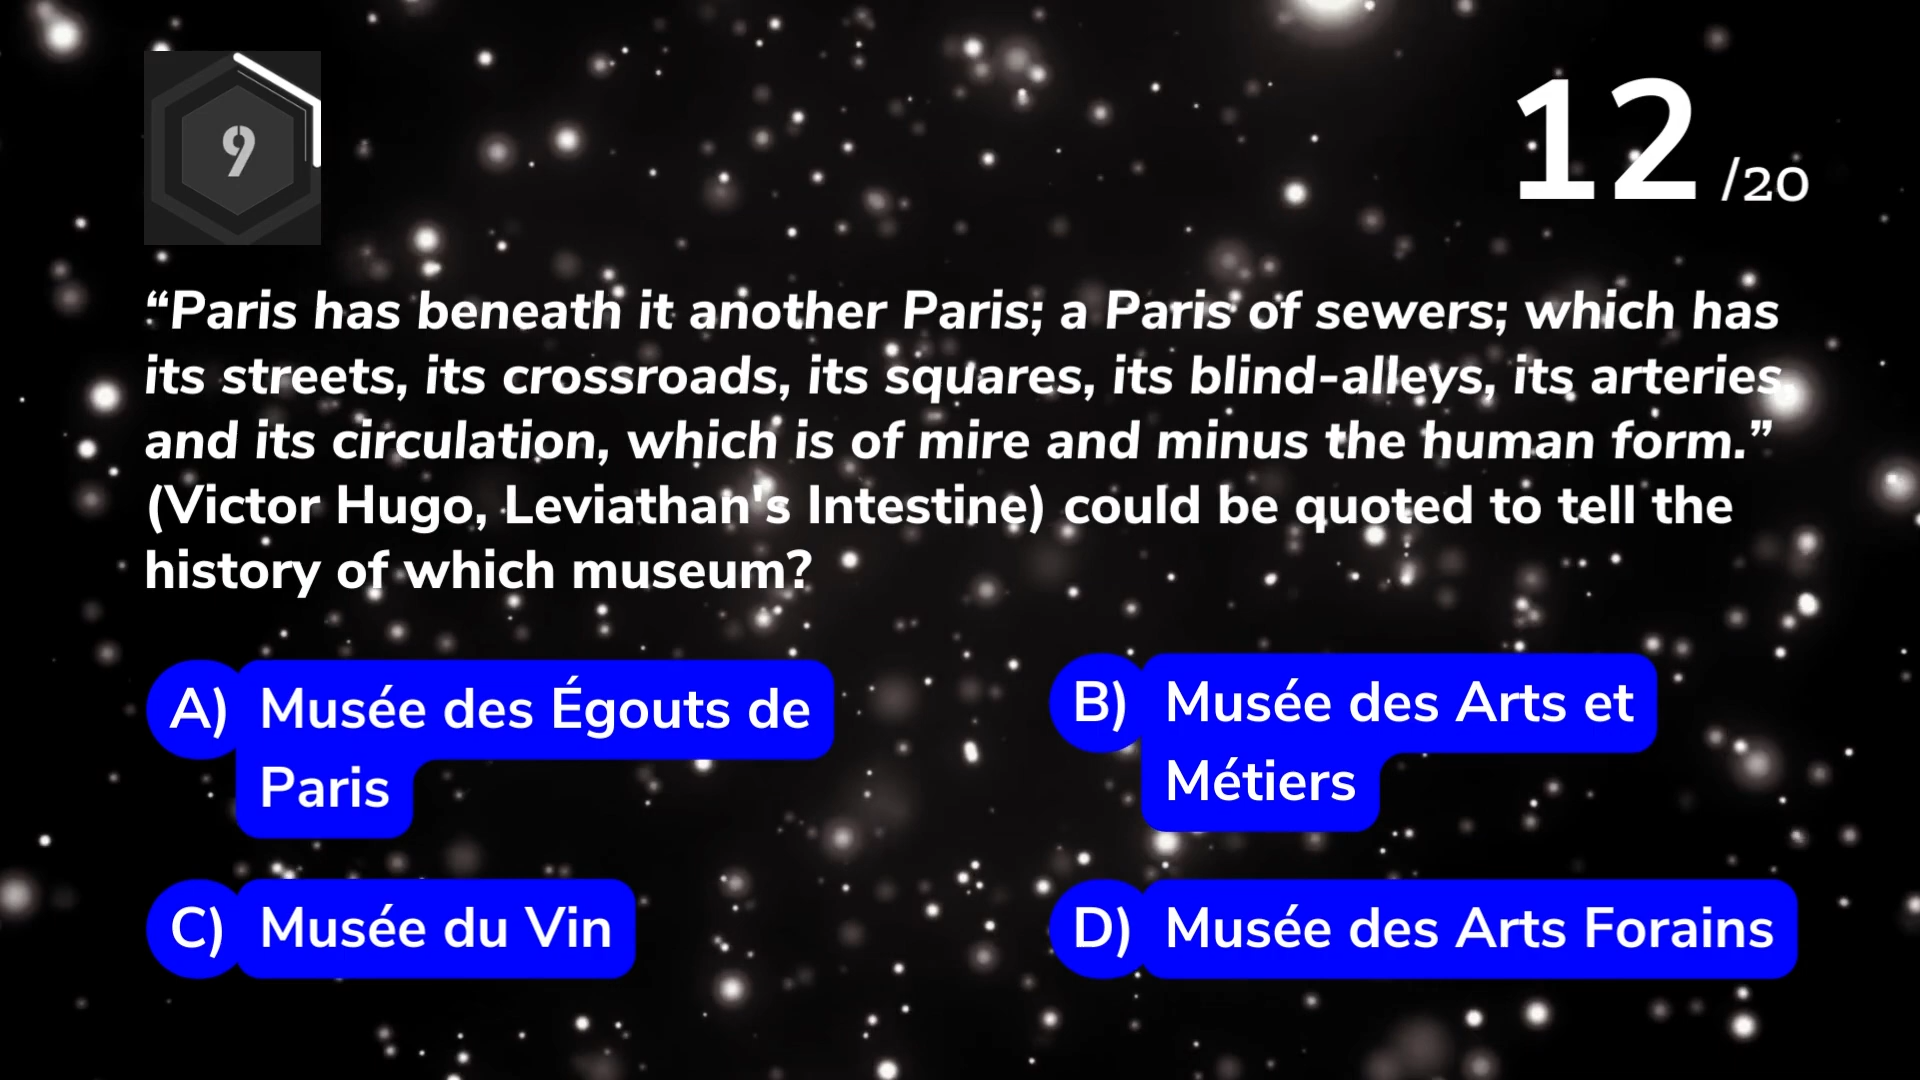 9
12 /20
“Paris has beneath it another Paris; a Paris of sewers; which has
its streets, its crossroads, its squares, its blind-alleys, its arteries,
and its circulation, which is of mire and minus the human form.”
(Victor Hugo, Leviathan's Intestine) could be quoted to tell the
history of which museum?
A) Musée des Égouts de
Paris
B) Musée des Arts et
Métiers
C) Musée du Vin
D) Musée des Arts Forains